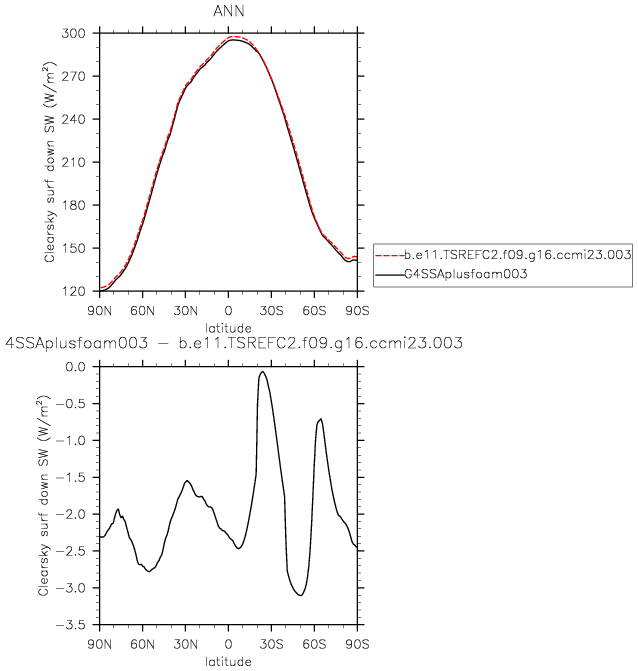 ANN
300
270
240
210
180
150
120
Clearsky surf down SW (W/m²)
90N 60N 30N 0 30S 60S 90S
latitude
b.e11.TSREFC2.f09.g16.ccmi23.003
G4SSAplusfoam003
4SSAplusfoam003 − b.e11.TSREFC2.f09.g16.ccmi23.003
0.0
−0.5
−1.0
−1.5
−2.0
−2.5
−3.0
−3.5
Clearsky surf down SW (W/m²)
90N 60N 30N 0 30S 60S 90S
latitude